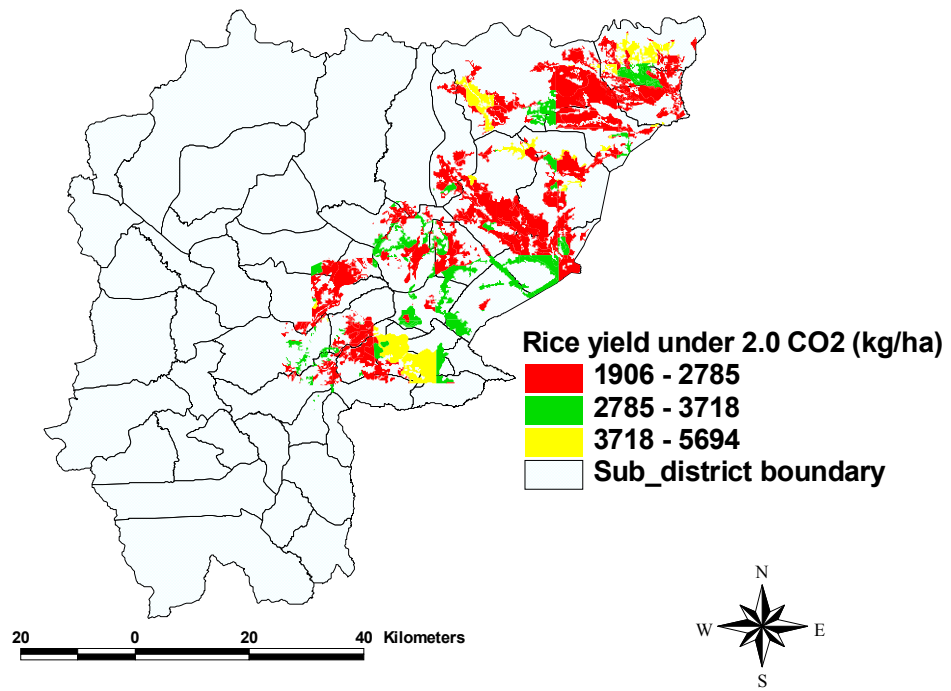 Rice yield under 2.0 CO2 (kg/ha)
1906 - 2785
2785 - 3718
3718 - 5694
Sub_district boundary
N
W E
S
20 0 20 40 Kilometers